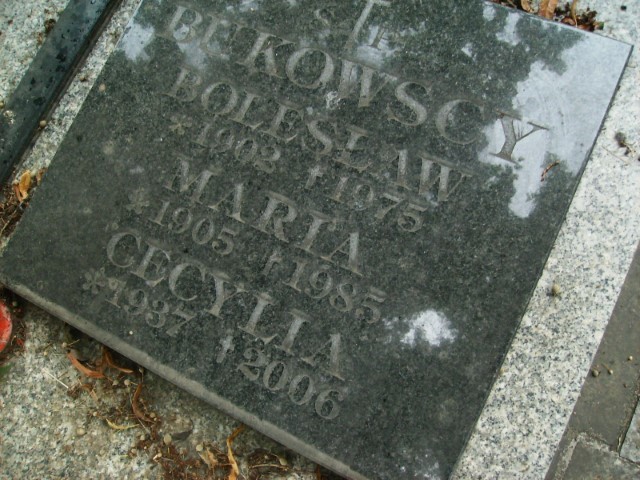 S P
BUKOWSCY
BOLESŁAW
*1902 †1975
MARIA
*1905 †1985
CECYLIA
*1937 †2006